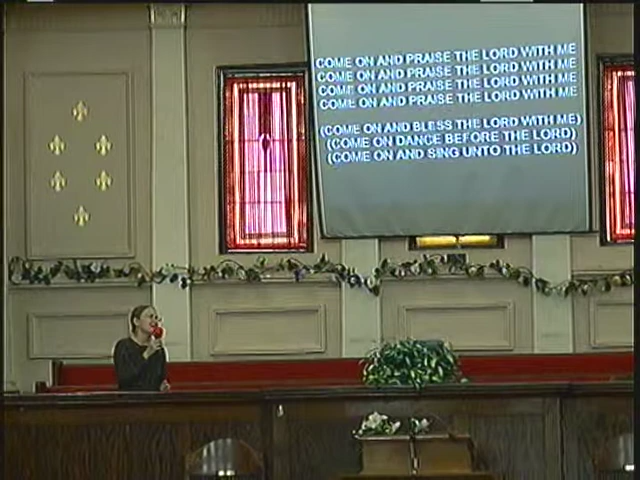 COME ON AND PRAISE THE LORD WITH ME
COME ON AND PRAISE THE LORD WITH ME
COME ON AND PRAISE THE LORD WITH ME
COME ON AND PRAISE THE LORD WITH ME
(COME ON AND BLESS THE LORD WITH ME)
(COME ON DANCE BEFORE THE LORD)
(COME ON AND SING UNTO THE LORD)